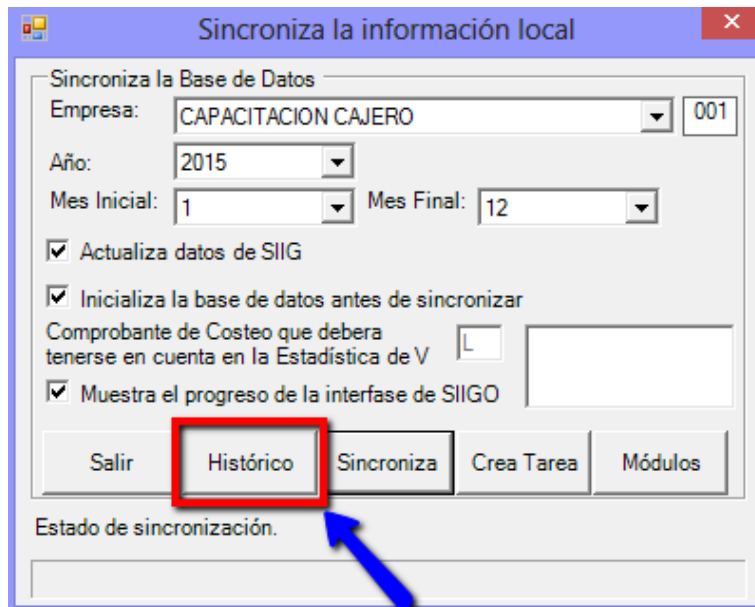 Sincroniza la información local
Sincroniza la Base de Datos
Empresa: CAPACITACION CAJERO 001
Año: 2015
Mes Inicial: 1 Mes Final: 12
Actualiza datos de SIIG
Inicializa la base de datos antes de sincronizar
Comprobante de Costeo que debera
tenerse en cuenta en la Estadística de V L
Muestra el progreso de la interfase de SIIGO
Salir Histórico Sincroniza Crea Tarea Módulos
Estado de sincronización.